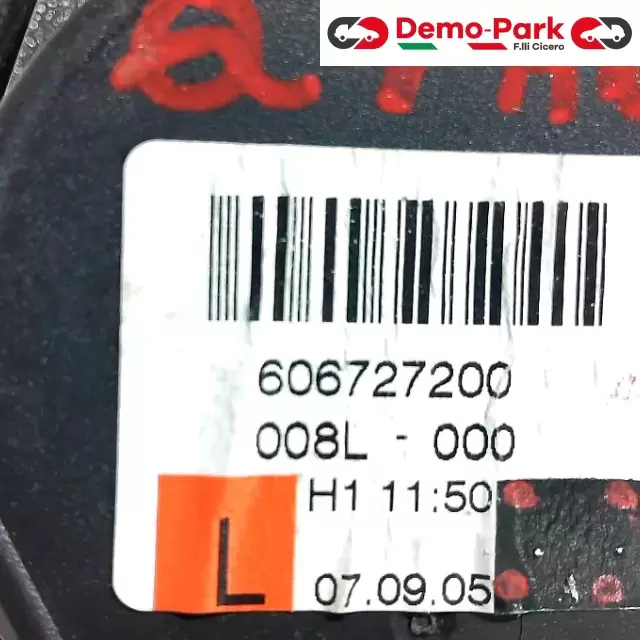 Demo-Park
F.lli Cicero
606727200
008L - 000
H1 11:50
L
07.09.05